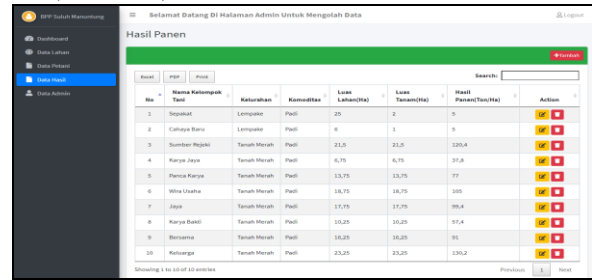 BPP Suluh Manuntung
Selamat Datang Di Halaman Admin Untuk Mengolah Data
Logout
Dashboard
Data Lahan
Data Petani
Data Hasil
Data Admin
Hasil Panen
+Tambah
Excel PDF Print Search:
No Nama Kelompok Tani Kelurahan Komoditas Luas Lahan(Ha) Luas Tanam(Ha) Hasil Panen(Ton/Ha) Action
1 Sepakat Lempake Padi 25 2 5
2 Cahaya Baru Lempake Padi 8 1 5
3 Sumber Rejeki Tanah Merah Padi 21,5 21,5 120,4
4 Karya Jaya Tanah Merah Padi 6,75 6,75 37,8
5 Panca Karya Tanah Merah Padi 13,75 13,75 77
6 Wira Usaha Tanah Merah Padi 18,75 18,75 105
7 Jaya Tanah Merah Padi 17,75 17,75 99,4
8 Karya Bakti Tanah Merah Padi 10,25 10,25 57,4
9 Bersama Tanah Merah Padi 16,25 16,25 91
10 Keluarga Tanah Merah Padi 23,25 23,25 130,2
Showing 1 to 10 of 10 entries Previous 1 Next